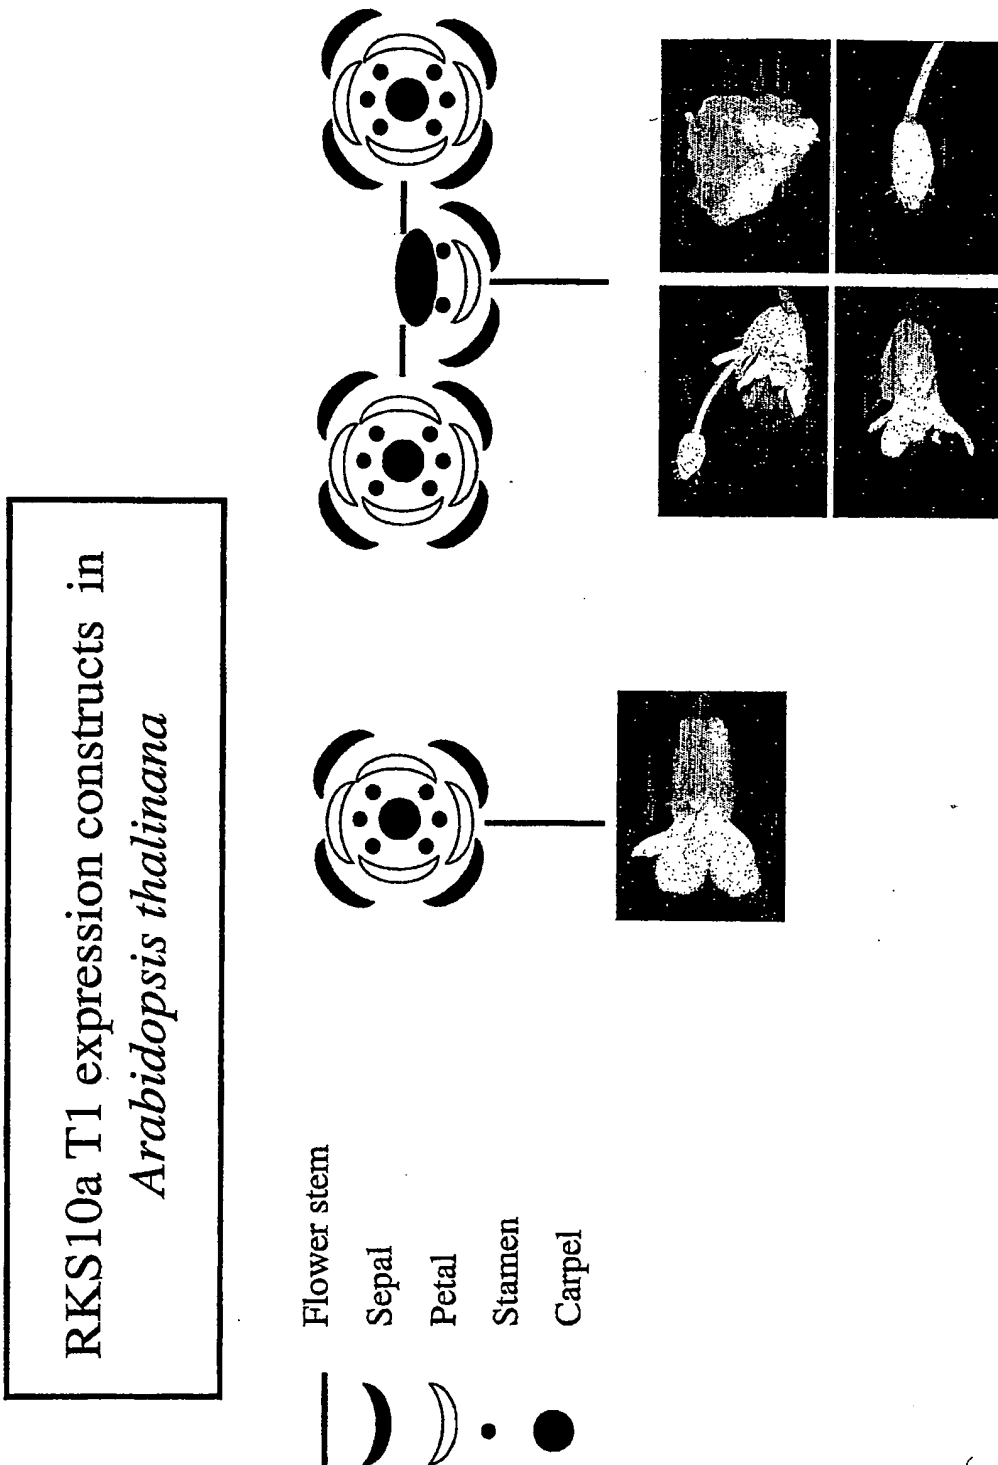 RKS10a T1 expression constructs in
Arabidopsis thalinana
Flower stem
Sepal
Petal
Stamen
Carpel